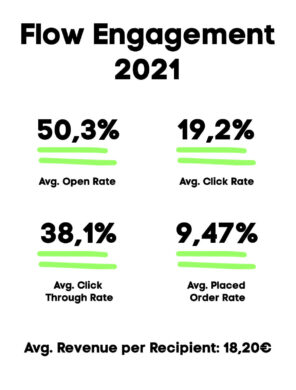 Flow Engagement
2021
50,3%
19,2%
Avg. Open Rate
Avg. Click Rate
38,1%
9,47%
Avg. Click
Through Rate
Avg. Placed
Order Rate
Avg. Revenue per Recipient: 18,20€